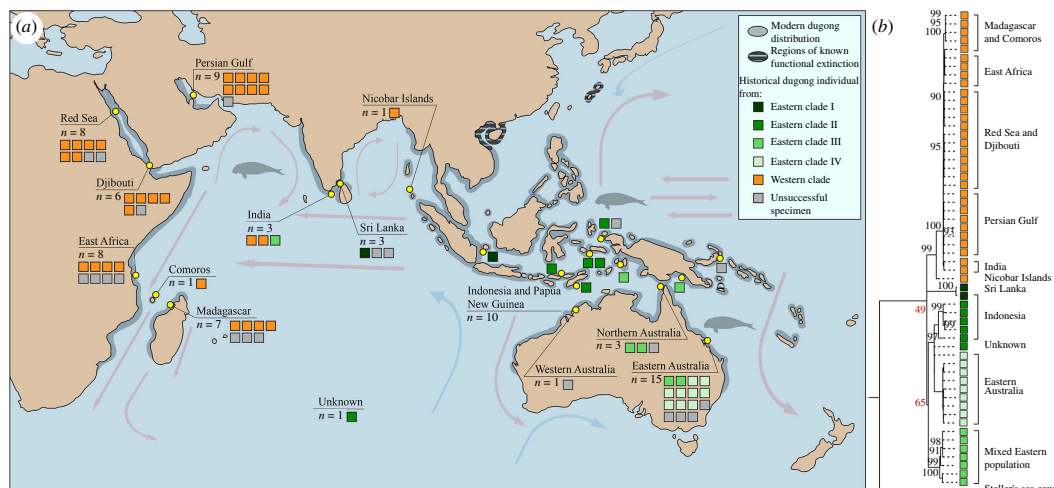 (a)
Modern dugong
distribution
Regions of known
functional extinction
Historical dugong individual
from:
Eastern clade I
Eastern clade II
Eastern clade III
Eastern clade IV
Western clade
Unsuccessful
specimen
Persian Gulf
n = 9
Red Sea
n = 8
Djibouti
n = 6
East Africa
n = 8
Comoros
n = 1
Madagascar
n = 7
Nicobar Islands
n = 1
India
n = 3
Sri Lanka
n = 3
Indonesia and Papua
New Guinea
n = 10
Northern Australia
n = 3
Western Australia
n = 1
Eastern Australia
n = 15
Unknown
n = 1
(b)
99
95
100
Madagascar
and Comoros
East Africa
90
Red Sea and
Djibouti
95
100
Persian Gulf
99
India
Nicobar Islands
100
Sri Lanka
49
99
Indonesia
97
Unknown
Eastern
Australia
65
98
91
99
100
Mixed Eastern
population